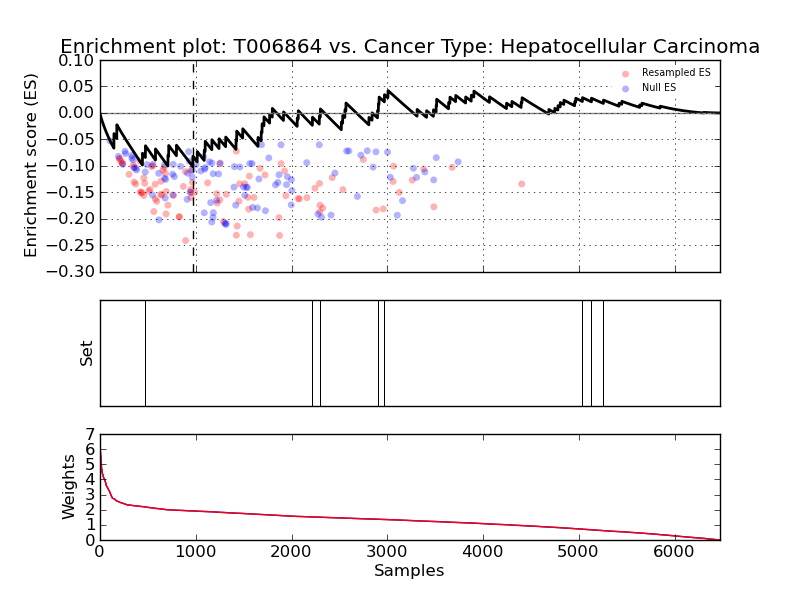 Enrichment plot: T006864 vs. Cancer Type: Hepatocellular Carcinoma
Enrichment score (ES)
0.10
0.05
0.00
−0.05
−0.10
−0.15
−0.20
−0.25
−0.30
Resampled ES
Null ES
Set
Weights
7
6
5
4
3
2
1
0
0 1000 2000 3000 4000 5000 6000
Samples